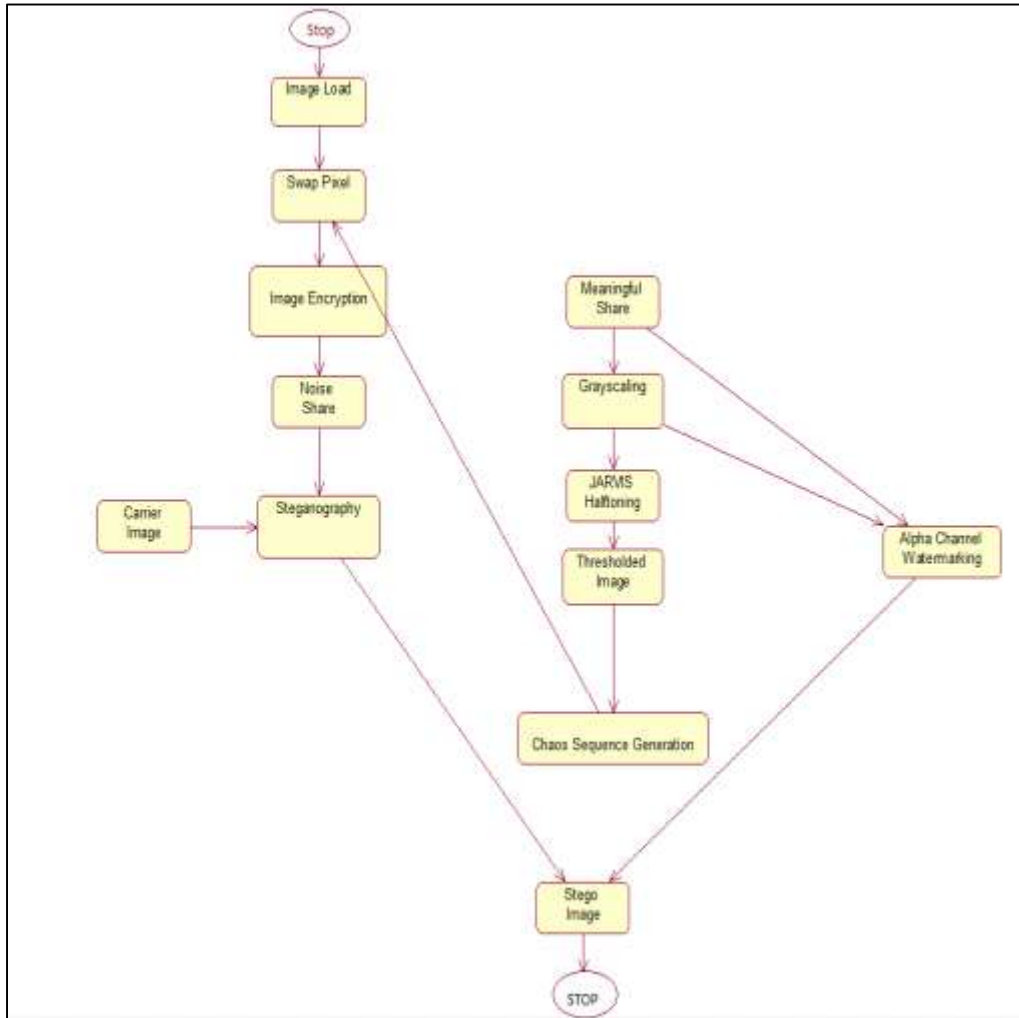 Stop
Image Load
Swap Pixel
Image Encryption
Noise
Share
Carrier
Image
Steganography
Meaningful
Share
Grayscaling
JARVIS
Halftoning
Thresholded
Image
Alpha Channel
Watermarking
Chaos Sequence Generation
Stego
Image
STOP